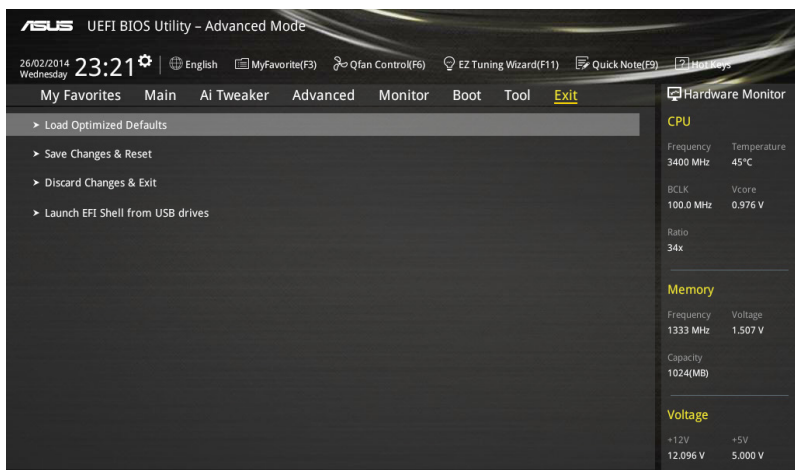 ASUS UEFI BIOS Utility – Advanced Mode
26/02/2014 Wednesday 23:21 English MyFavorite(F3) Qfan Control(F6) EZ Tuning Wizard(F11) Quick Note(F9) ? Hot Keys
My Favorites Main Ai Tweaker Advanced Monitor Boot Tool Exit
➤ Load Optimized Defaults
➤ Save Changes & Reset
➤ Discard Changes & Exit
➤ Launch EFI Shell from USB drives
Hardware Monitor
CPU
Frequency Temperature
3400 MHz 45°C
BCLK Vcore
100.0 MHz 0.976 V
Ratio
34x
Memory
Frequency Voltage
1333 MHz 1.507 V
Capacity
1024(MB)
Voltage
+12V +5V
12.096 V 5.000 V